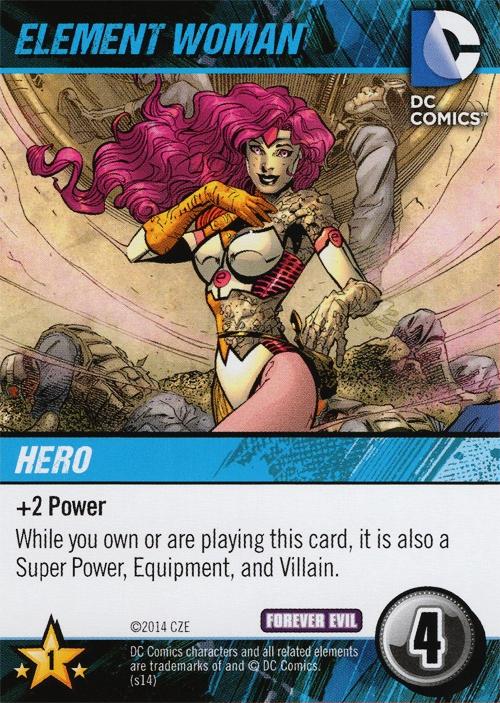 ELEMENT WOMAN
DC
COMICS™
HERO
+2 Power
While you own or are playing this card, it is also a
Super Power, Equipment, and Villain.
©2014 CZE
FOREVER EVIL
1
DC Comics characters and all related elements
are trademarks of and © DC Comics.
(s14)
4